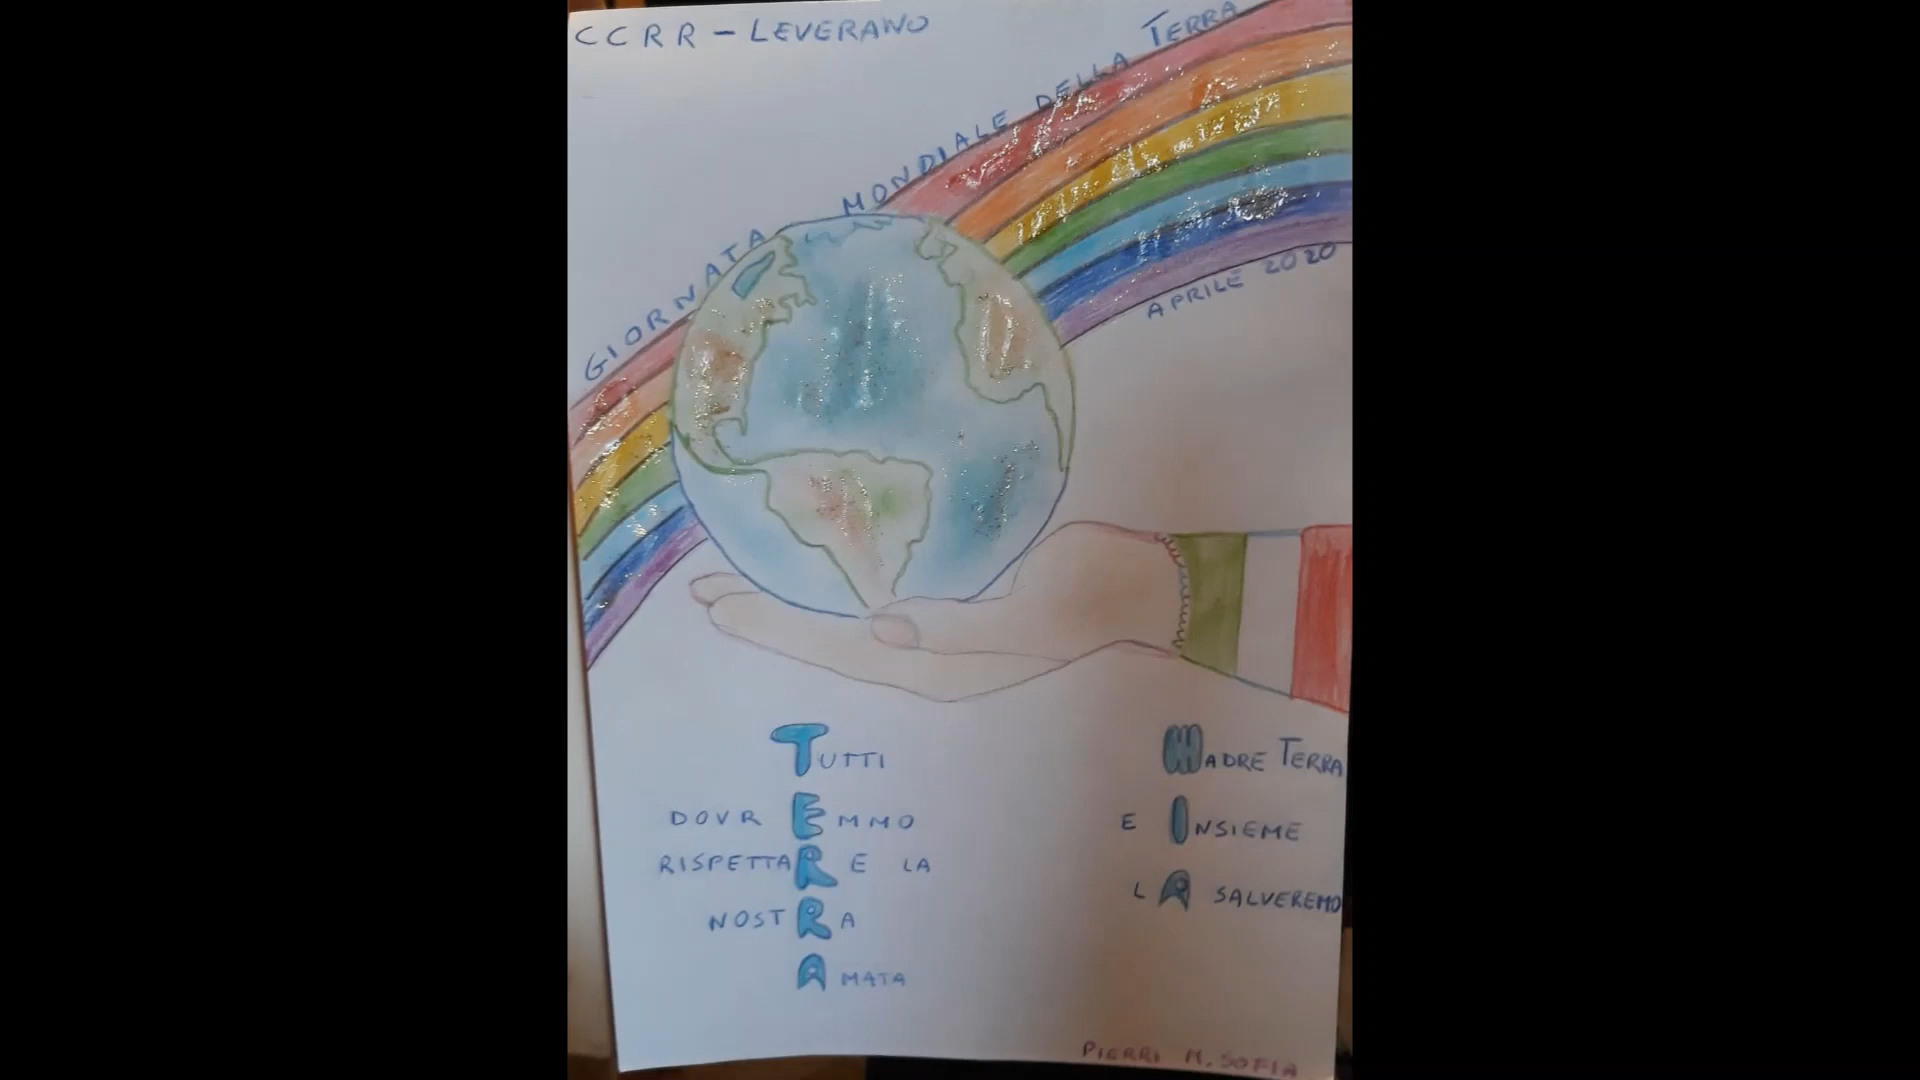 CCRR - LEVERANO
GIORNATA MONDIALE DELLA TERRA
APRILE 2020
TUTTI
DOVREMMO
RISPETTARE LA
NOSTRA
AMATA
MADRE TERRA
E INSIEME
LA SALVEREMO
PIERRI M. SOFIA